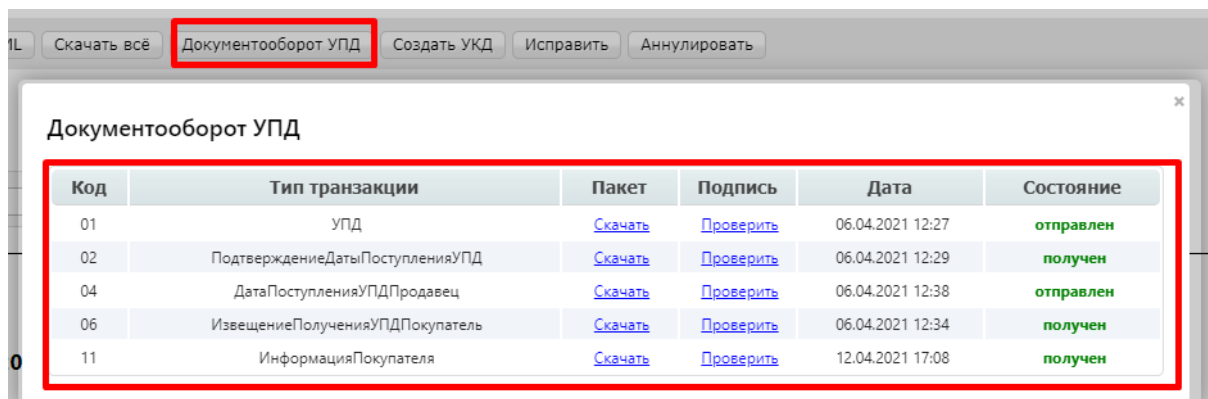 ML Скачать всё Документооборот УПД Создать УКД Исправить Аннулировать
×
Документооборот УПД
Код Тип транзакции Пакет Подпись Дата Состояние
01 УПД Скачать Проверить 06.04.2021 12:27 отправлен
02 ПодтверждениеДатыПоступленияУПД Скачать Проверить 06.04.2021 12:29 получен
04 ДатаПоступленияУПДПродавец Скачать Проверить 06.04.2021 12:38 отправлен
06 ИзвещениеПолученияУПДПокупатель Скачать Проверить 06.04.2021 12:34 получен
0
11 ИнформацияПокупателя Скачать Проверить 12.04.2021 17:08 получен